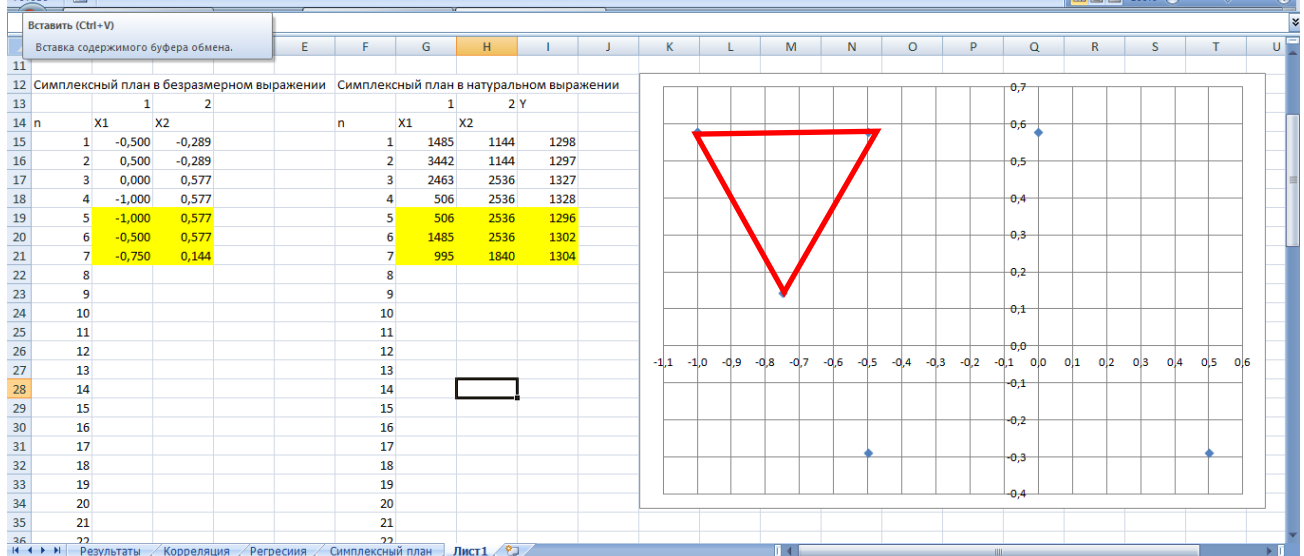 Вставить (Ctrl+V)
Вставка содержимого буфера обмена.
E F G H I J K L M N O P Q R S T U
11
12 Симплексный план в безразмерном выражении Симплексный план в натуральном выражении
13 1 2 1 2 Y
14 n X1 X2 n X1 X2
15 1 -0,500 -0,289 1 1485 1144 1298
16 2 0,500 -0,289 2 3442 1144 1297
17 3 0,000 0,577 3 2463 2536 1327
18 4 -1,000 0,577 4 506 2536 1328
19 5 -1,000 0,577 5 506 2536 1296
20 6 -0,500 0,577 6 1485 2536 1302
21 7 -0,750 0,144 7 995 1840 1304
22 8 8
23 9 9
24 10 10
25 11 11
26 12 12
27 13 13
28 14 14
29 15 15
30 16 16
31 17 17
32 18 18
33 19 19
34 20 20
35 21 21
36 22 22
0,7
0,6
0,5
0,4
0,3
0,2
0,1
0,0
-1,1 -1,0 -0,9 -0,8 -0,7 -0,6 -0,5 -0,4 -0,3 -0,2 -0,1 0,0 0,1 0,2 0,3 0,4 0,5 0,6
-0,1
-0,2
-0,3
-0,4
Результаты Корреляция Регресиия Симплексный план Лист1